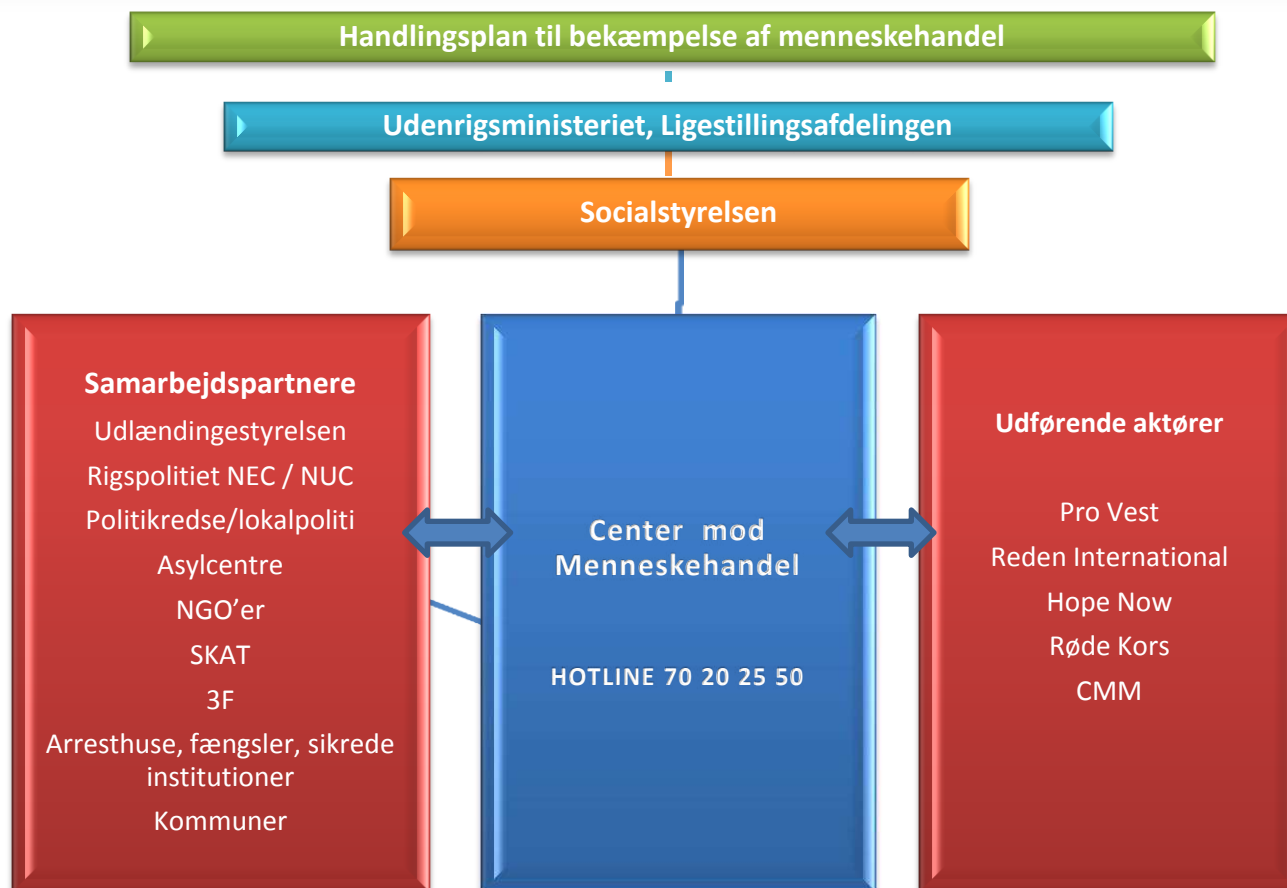 Handlingsplan til bekæmpelse af menneskehandel
Udenrigsministeriet, Ligestillingsafdelingen
Socialstyrelsen
Samarbejdspartnere
Udlændingestyrelsen
Rigspolitiet NEC / NUC
Politikredse/lokalpoliti
Asylcentre
NGO’er
SKAT
3F
Arresthuse, fængsler, sikrede
institutioner
Kommuner
Center mod
Menneskehandel
HOTLINE 70 20 25 50
Udførende aktører
Pro Vest
Reden International
Hope Now
Røde Kors
CMM